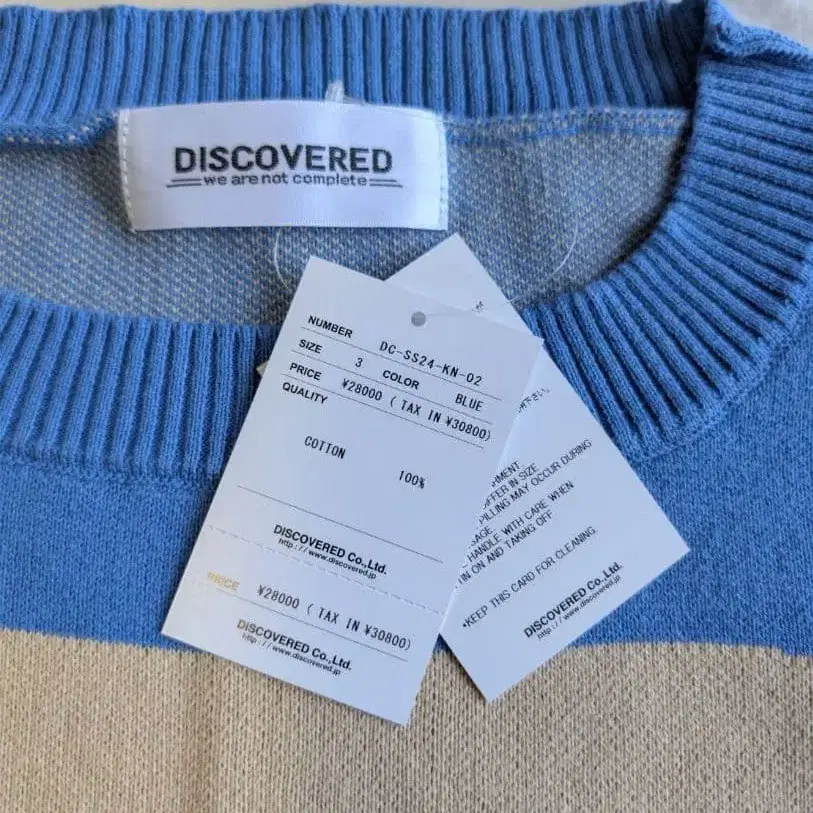 DISCOVERED
we are not complete
NUMBER DC-SS24-KN-02
SIZE 3 COLOR BLUE
PRICE ¥28000 ( TAX IN ¥30800)
QUALITY
COTTON 100%
DISCOVERED Co.,Ltd.
http://www.discovered.jp
PRICE ¥28000 ( TAX IN ¥30800)
DISCOVERED Co.,Ltd.
http://www.discovered.jp
下さい。
IN SIZE
PILLING MAY OCCUR DURING
HANDLE WITH CARE WHEN
ON AND TAKING OFF
•KEEP THIS CARD FOR CLEANING
DISCOVERED Co.,Ltd.
http://www.discovered.jp